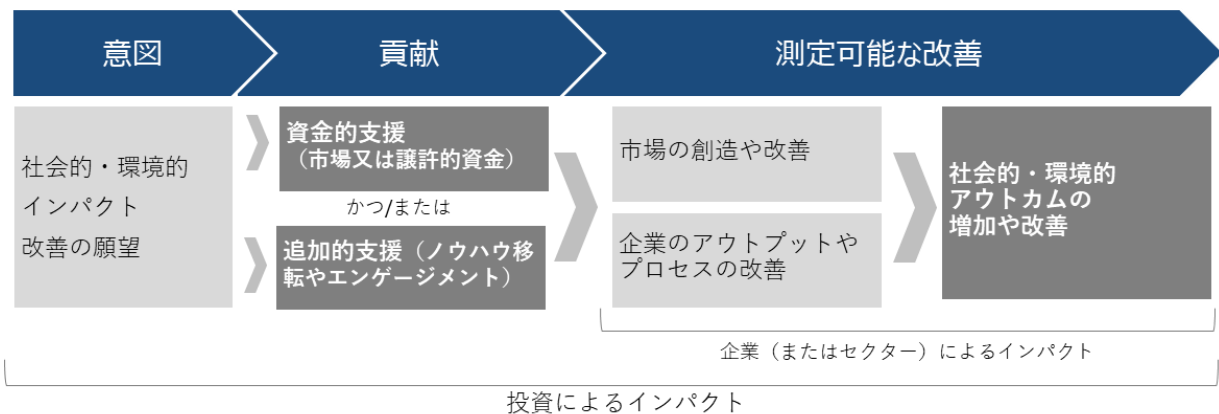 意図
貢献
測定可能な改善
社会的・環境的
インパクト
改善の願望
資金的支援
（市場又は譲許的資金）
かつ/または
追加的支援（ノウハウ移
転やエンゲージメント）
市場の創造や改善
企業のアウトプットや
プロセスの改善
社会的・環境的
アウトカムの
増加や改善
企業（またはセクター）によるインパクト
投資によるインパクト